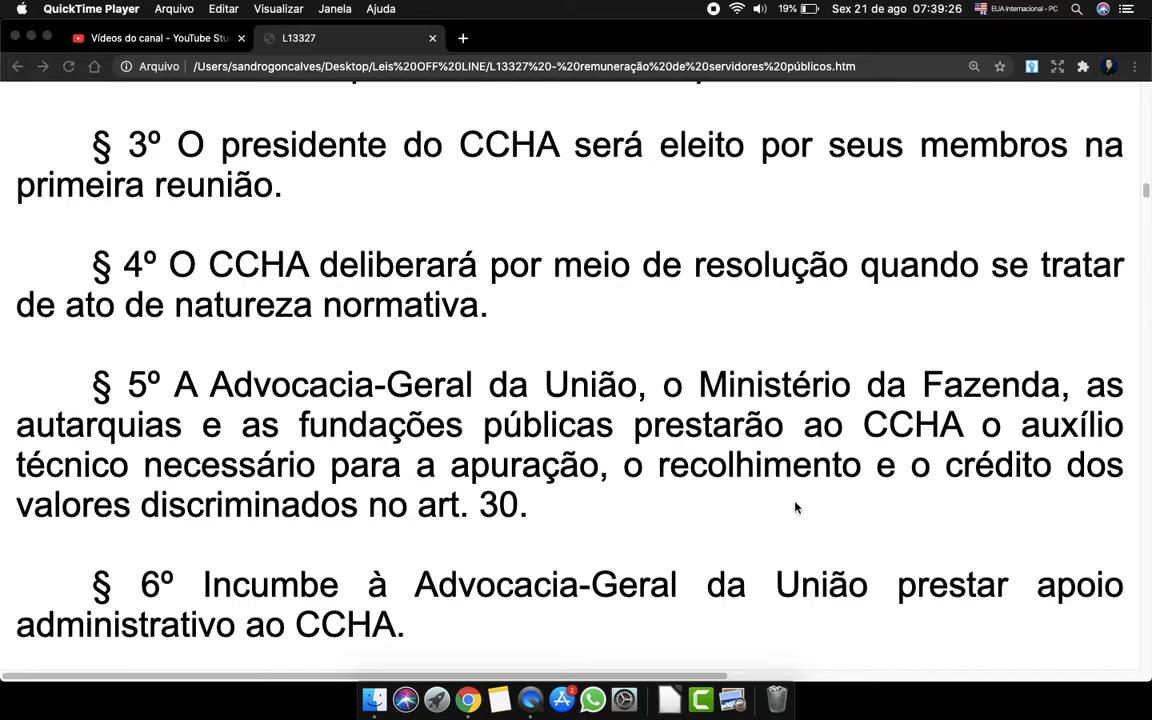 QuickTime Player Arquivo Editar Visualizar Janela Ajuda 19% Sex 21 de ago 07:39:26 EUA Internacional - PC
Vídeos do canal - YouTube Stu L13327
Arquivo /Users/sandrogoncalves/Desktop/Leis%20OFF%20LINE/L13327%20-%20remuneração%20de%20servidores%20públicos.htm
§ 3º O presidente do CCHA será eleito por seus membros na
primeira reunião.
§ 4º O CCHA deliberará por meio de resolução quando se tratar
de ato de natureza normativa.
§ 5º A Advocacia-Geral da União, o Ministério da Fazenda, as
autarquias e as fundações públicas prestarão ao CCHA o auxílio
técnico necessário para a apuração, o recolhimento e o crédito dos
valores discriminados no art. 30.
§ 6º Incumbe à Advocacia-Geral da União prestar apoio
administrativo ao CCHA.
2